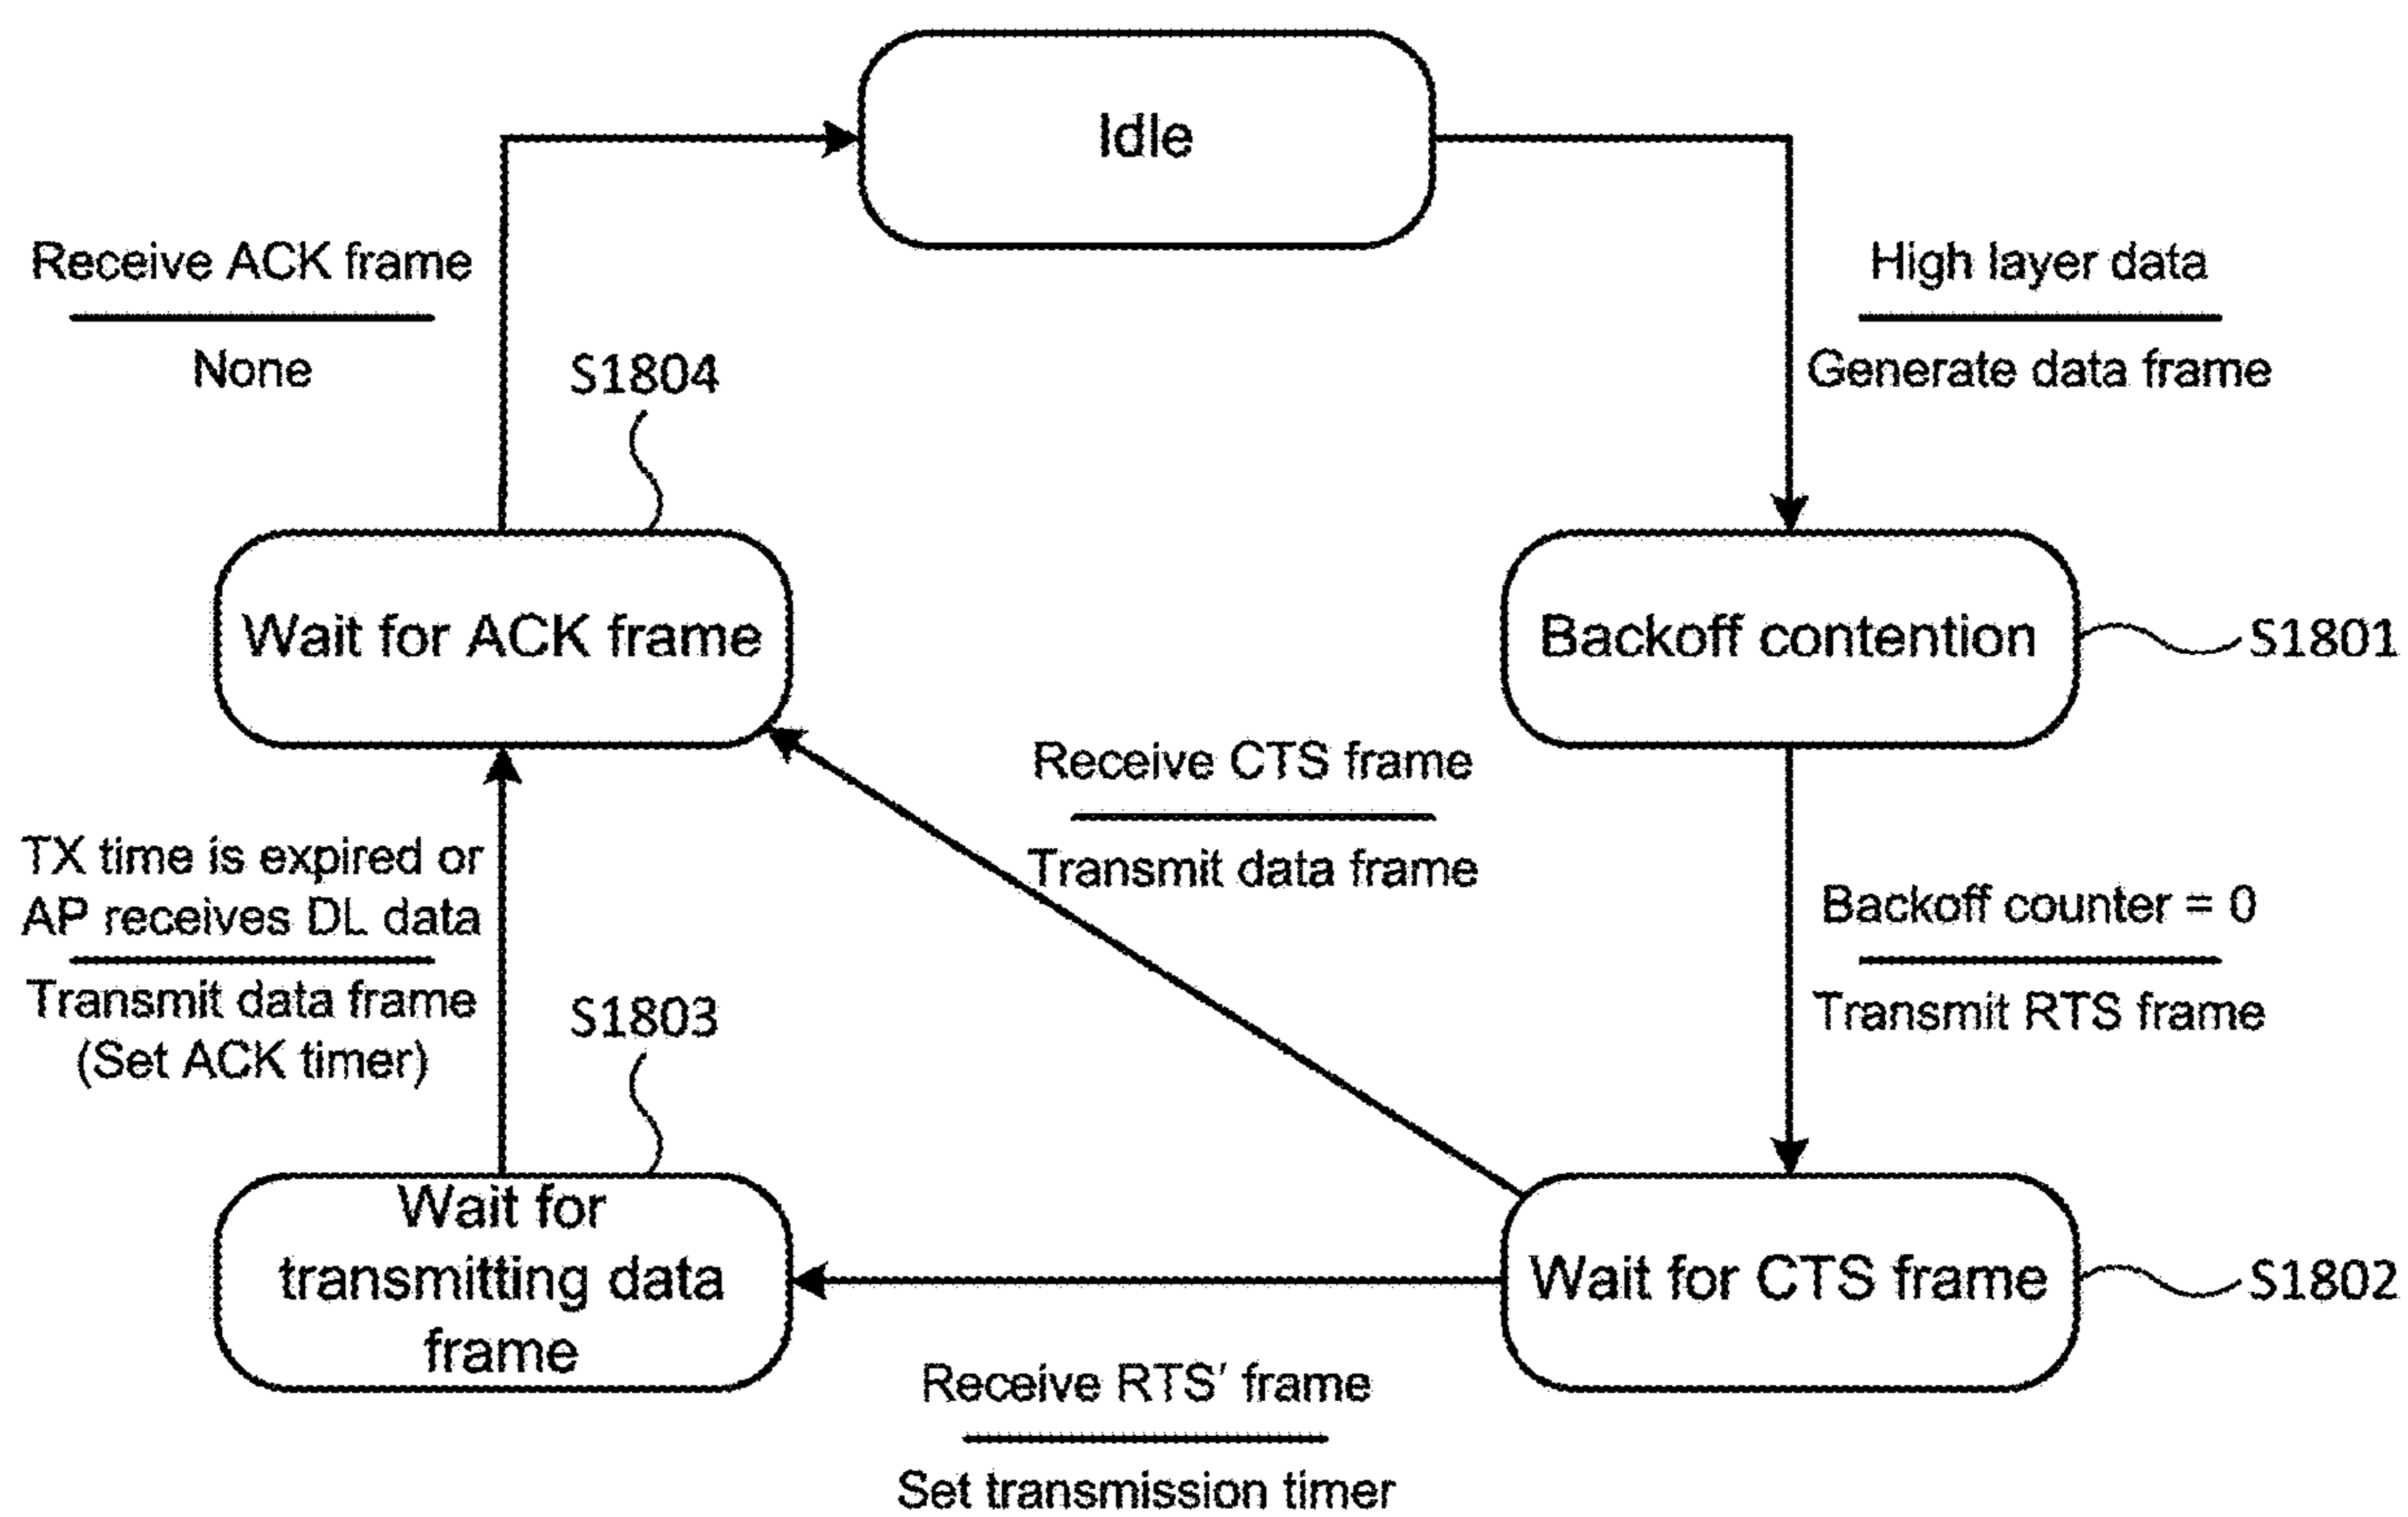 Idle
Receive ACK frame
None
High layer data
Generate data frame
S1804
Wait for ACK frame
Backoff contention
S1801
Receive CTS frame
Transmit data frame
TX time is expired or
AP receives DL data
Transmit data frame
(Set ACK timer)
Backoff counter = 0
Transmit RTS frame
S1803
Wait for
transmitting data
frame
Wait for CTS frame
S1802
Receive RTS' frame
Set transmission timer